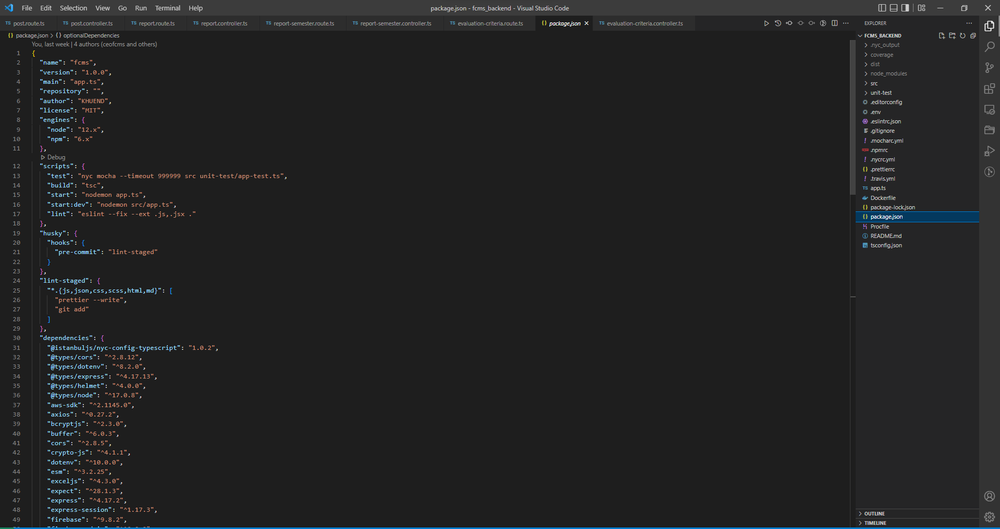 File Edit Selection View Go Run Terminal Help
package.json - fcms_backend - Visual Studio Code
TS post.route.ts TS post.controller.ts TS report.route.ts TS report.controller.ts TS report-semester.route.ts TS report-semester.controller.ts TS evaluation-criteria.route.ts {} package.json TS evaluation-criteria.controller.ts
{} package.json > {} optionalDependencies
You, last week | 4 authors (ceofcms and others)
1 {
2 "name": "fcms",
3 "version": "1.0.0",
4 "main": "app.ts",
5 "repository": "",
6 "author": "KHUEND",
7 "license": "MIT",
8 "engines": {
9 "node": "12.x",
10 "npm": "6.x"
11 },
Debug
12 "scripts": {
13 "test": "nyc mocha --timeout 999999 src unit-test/app-test.ts",
14 "build": "tsc",
15 "start": "nodemon app.ts",
16 "start:dev": "nodemon src/app.ts",
17 "lint": "eslint --fix --ext .js,.jsx ."
18 },
19 "husky": {
20 "hooks": {
21 "pre-commit": "lint-staged"
22 }
23 },
24 "lint-staged": {
25 "*.{js,json,css,scss,html,md}": [
26 "prettier --write",
27 "git add"
28 ]
29 },
30 "dependencies": {
31 "@istanbuljs/nyc-config-typescript": "1.0.2",
32 "@types/cors": "^2.8.12",
33 "@types/dotenv": "^8.2.0",
34 "@types/express": "^4.17.13",
35 "@types/helmet": "^4.0.0",
36 "@types/node": "^17.0.8",
37 "aws-sdk": "^2.1145.0",
38 "axios": "^0.27.2",
39 "bcryptjs": "^2.3.0",
40 "buffer": "^6.0.3",
41 "cors": "^2.8.5",
42 "crypto-js": "^4.1.1",
43 "dotenv": "^10.0.0",
44 "esm": "^3.2.25",
45 "exceljs": "^4.3.0",
46 "expect": "^28.1.3",
47 "express": "^4.17.2",
48 "express-session": "^1.17.3",
49 "firebase": "^9.8.2",
EXPLORER
FCMS_BACKEND
.nyc_output
coverage
dist
node_modules
src
unit-test
.editorconfig
.env
.eslintrc.json
.gitignore
! .mocharc.yml
.npmrc
! .nycrc.yml
{} .prettierrc
! .travis.yml
TS app.ts
Dockerfile
{} package-lock.json
{} package.json
Procfile
README.md
tsconfig.json
OUTLINE
TIMELINE